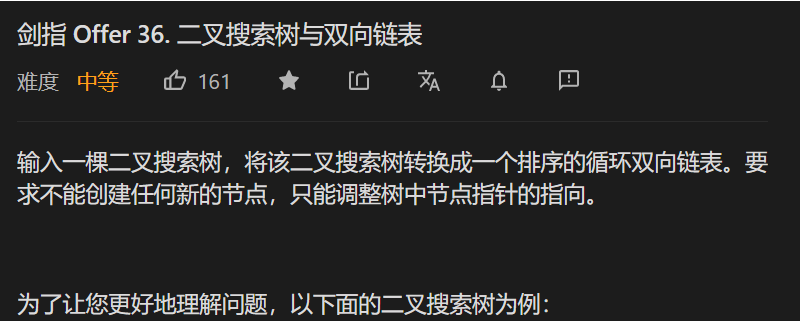 剑指 Offer 36. 二叉搜索树与双向链表
难度 中等 161
输入一棵二叉搜索树，将该二叉搜索树转换成一个排序的循环双向链表。要
求不能创建任何新的节点，只能调整树中节点指针的指向。
为了让您更好地理解问题，以下面的二叉搜索树为例：